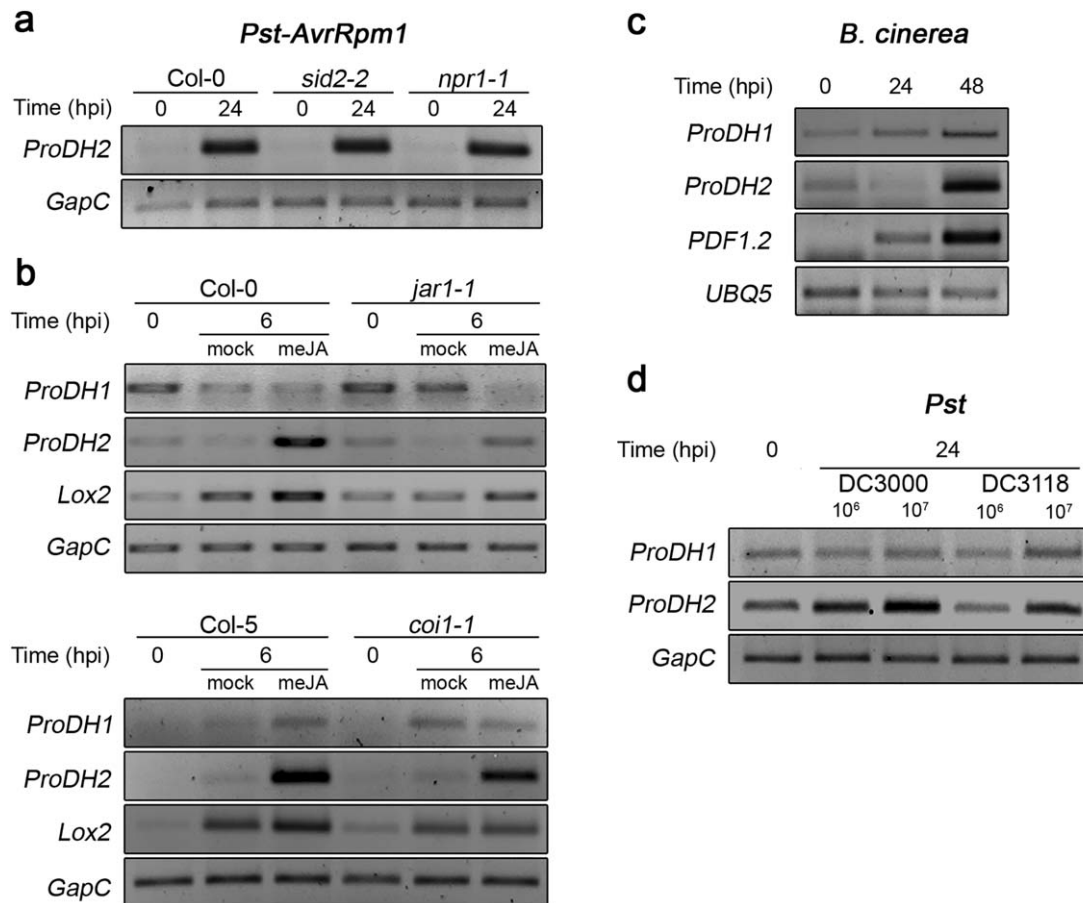 a
Pst-AvrRpm1
Col-0 sid2-2 npr1-1
Time (hpi) 0 24 0 24 0 24
ProDH2
GapC
b
Col-0 jar1-1
Time (hpi) 0 6 0 6
mock meJA mock meJA
ProDH1
ProDH2
Lox2
GapC
Col-5 coi1-1
Time (hpi) 0 6 0 6
mock meJA mock meJA
ProDH1
ProDH2
Lox2
GapC
c
B. cinerea
Time (hpi) 0 24 48
ProDH1
ProDH2
PDF1.2
UBQ5
d
Pst
Time (hpi) 0 24
DC3000 DC3118
10⁶ 10⁷ 10⁶ 10⁷
ProDH1
ProDH2
GapC